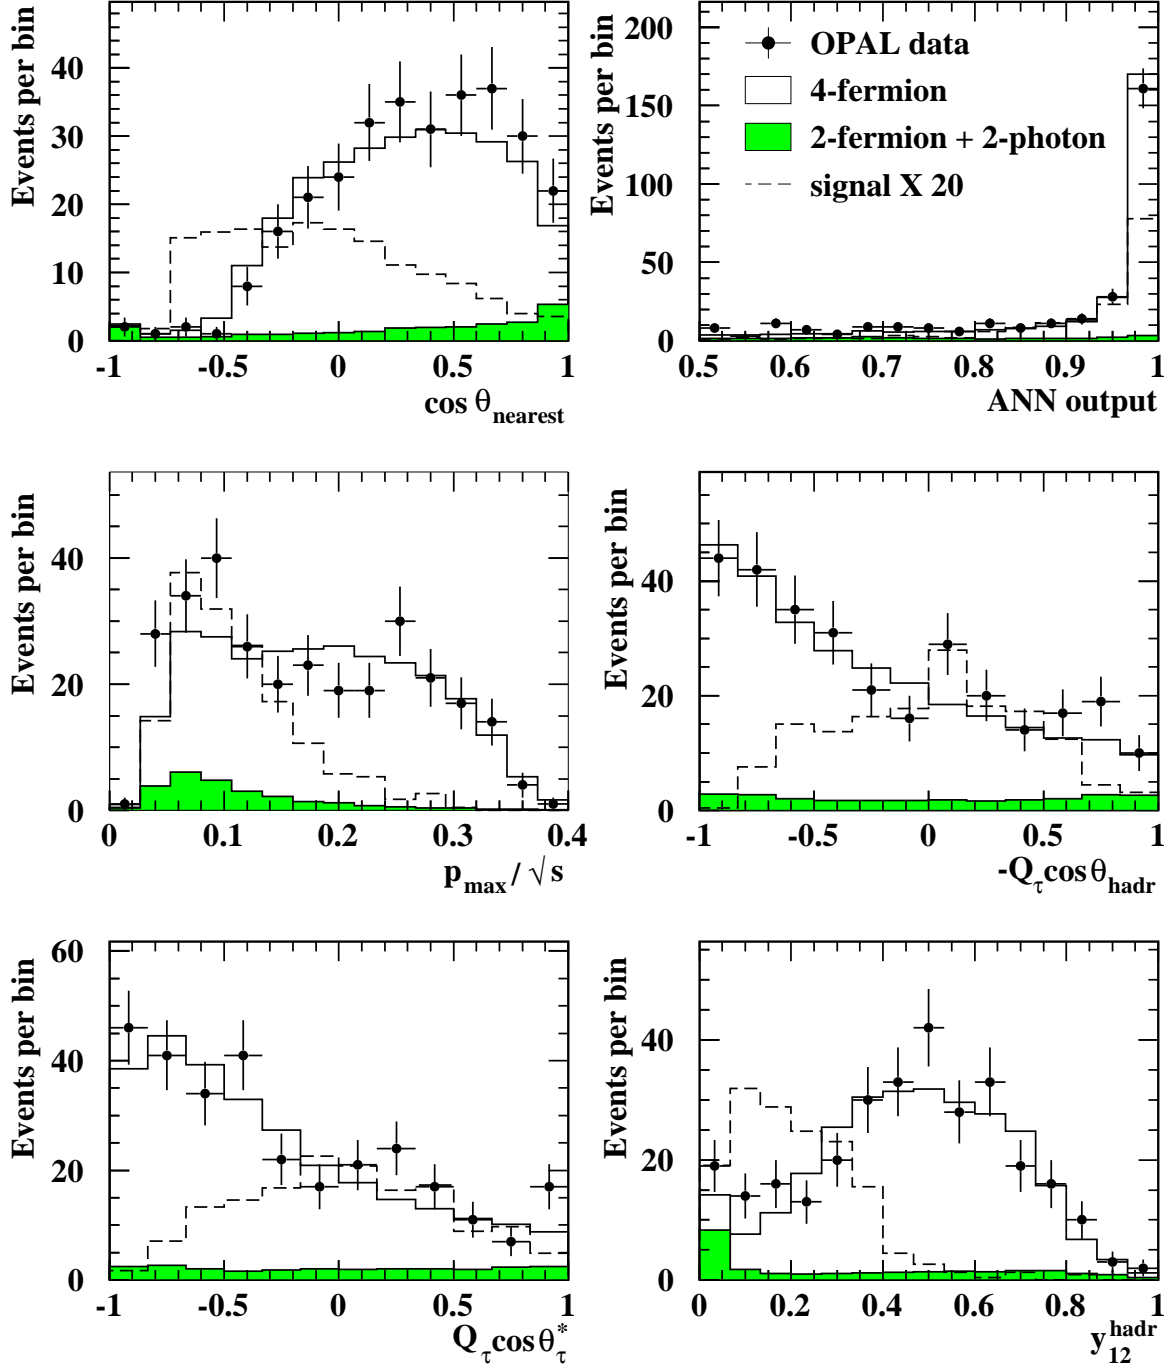 Events per bin
40
30
20
10
0
-1 -0.5 0 0.5 1
cos θnearest
Events per bin
200
150
100
50
0
OPAL data
4-fermion
2-fermion + 2-photon
signal X 20
0.5 0.6 0.7 0.8 0.9 1
ANN output
Events per bin
40
20
0
0 0.1 0.2 0.3 0.4
pmax / √s
Events per bin
40
20
0
-1 -0.5 0 0.5 1
-Qτ cosθhadr
Events per bin
60
40
20
0
-1 -0.5 0 0.5 1
Qτ cosθτ*
Events per bin
40
20
0
0 0.2 0.4 0.6 0.8 1
y12hadr